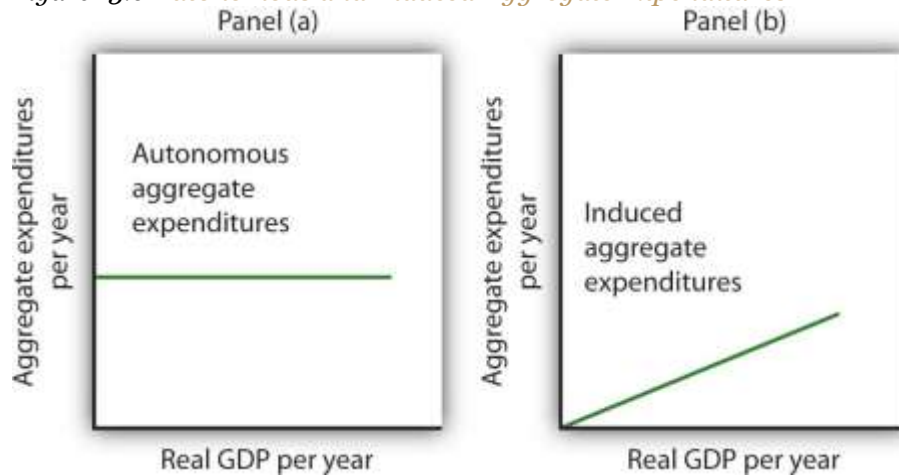 Panel (a)
Aggregate expenditures
per year
Autonomous
aggregate
expenditures
Real GDP per year
Panel (b)
Aggregate expenditures
per year
Induced
aggregate
expenditures
Real GDP per year